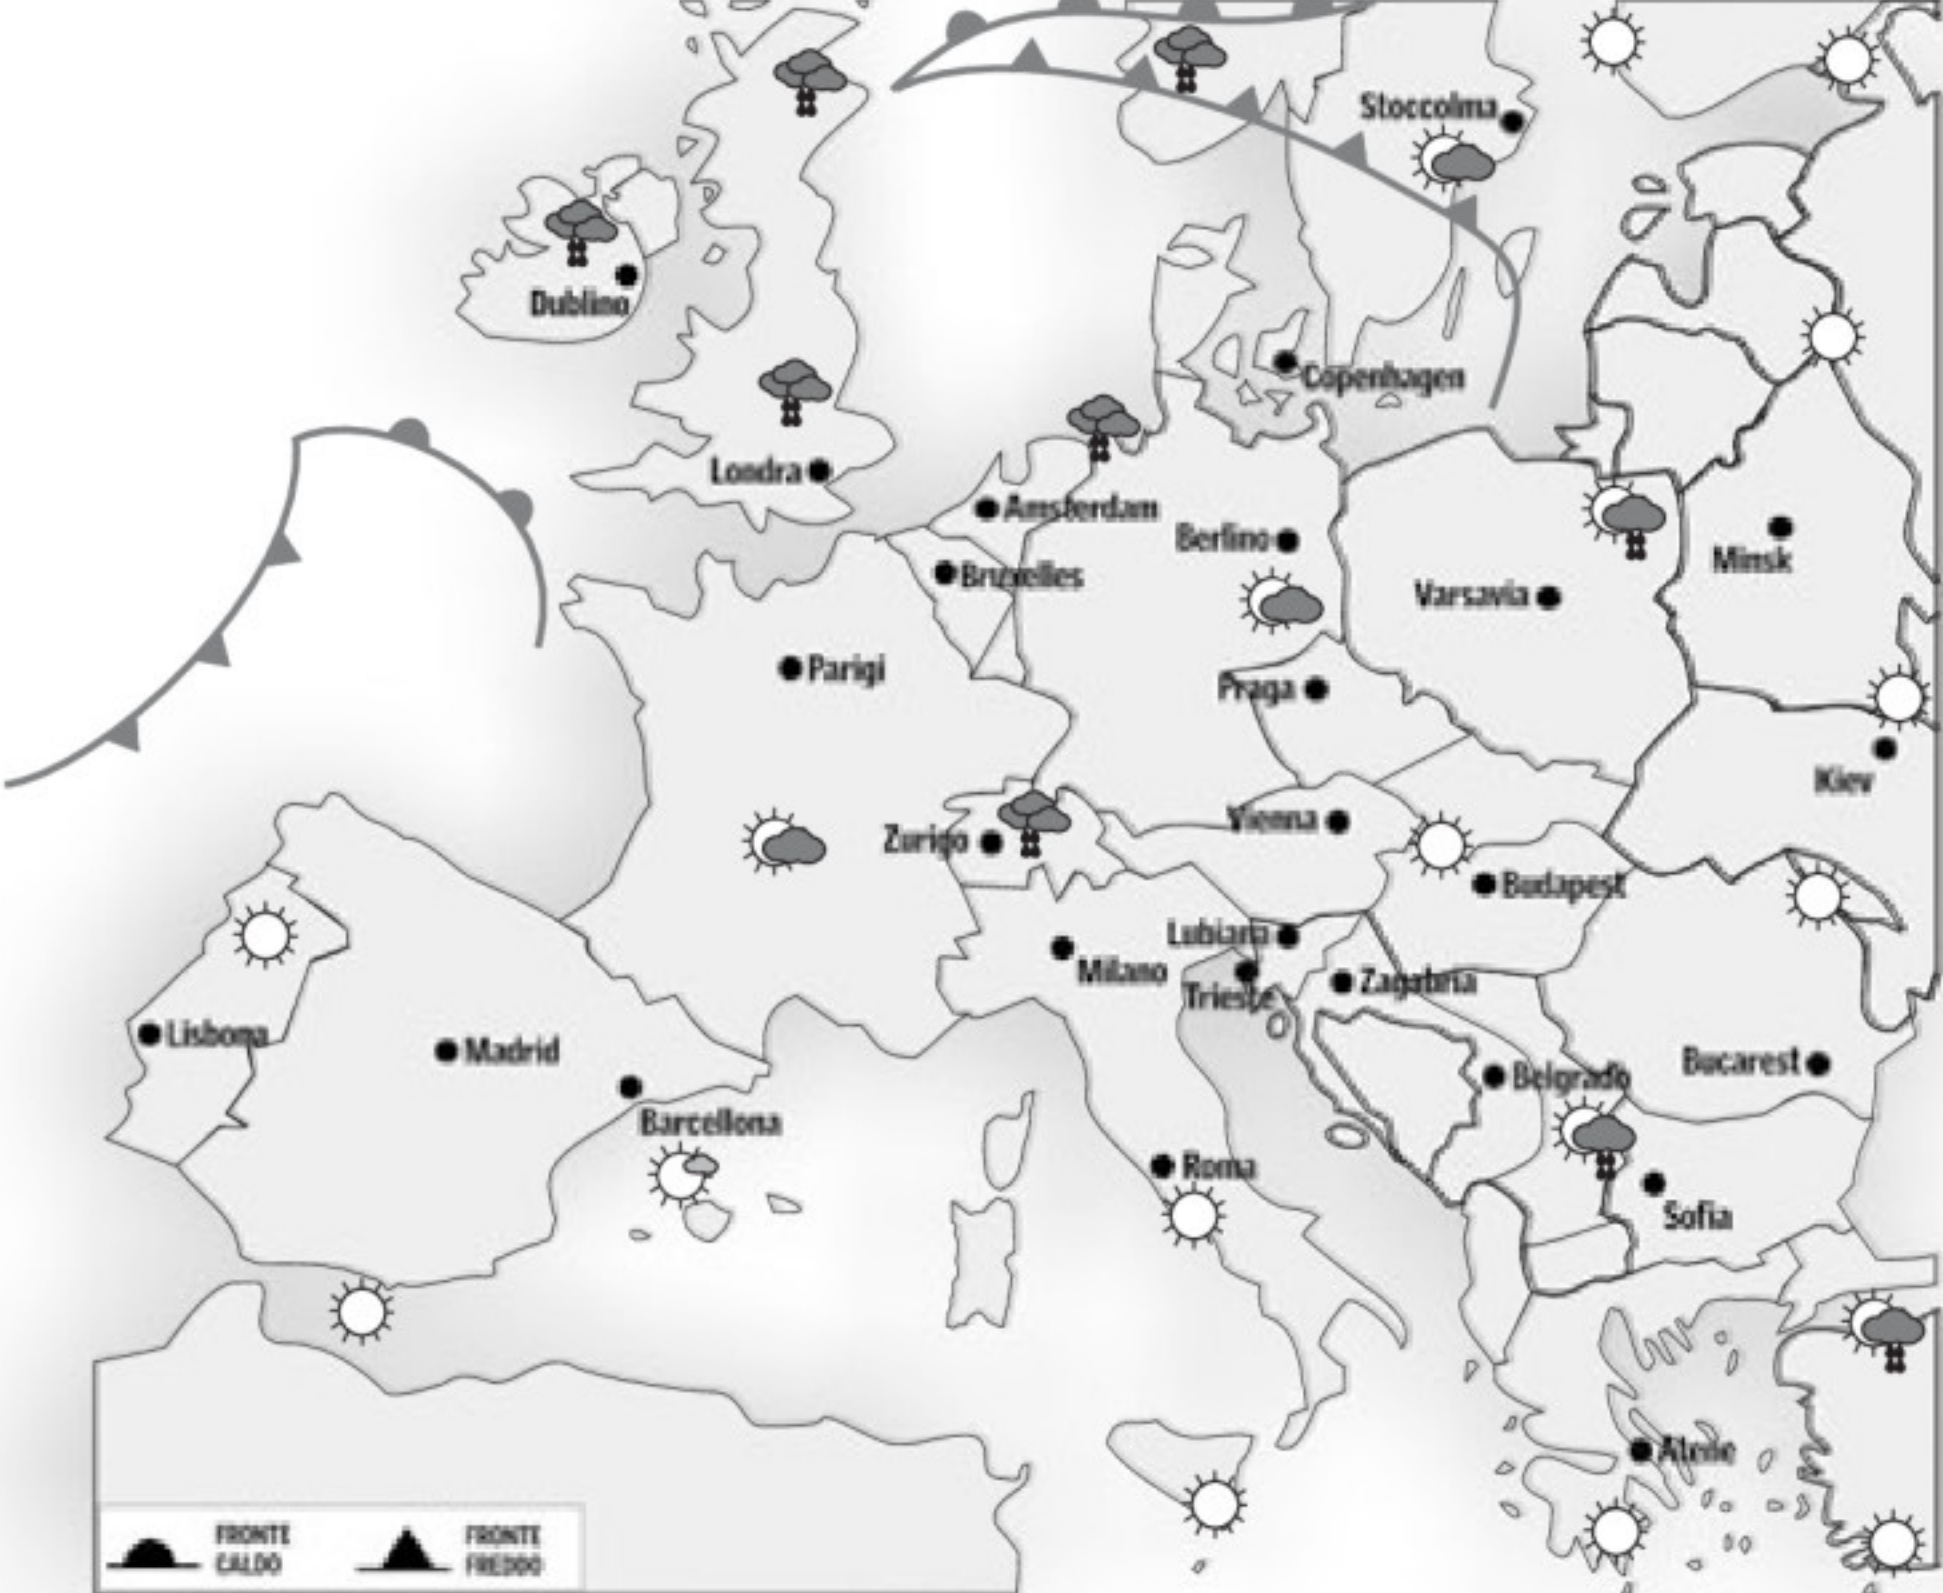 Stoccolma
Dublino
Copenhagen
Londra
Amsterdam
Berlino
Bruxelles
Minsk
Varsavia
Parigi
Praga
Kiev
Vienna
Zurigo
Budapest
Lubiana
Milano
Trieste
Zagabria
Lisbona
Madrid
Bucarest
Belgrado
Barcellona
Roma
Sofia
Atene
FRONTE
CALDO
FRONTE
FREDDO